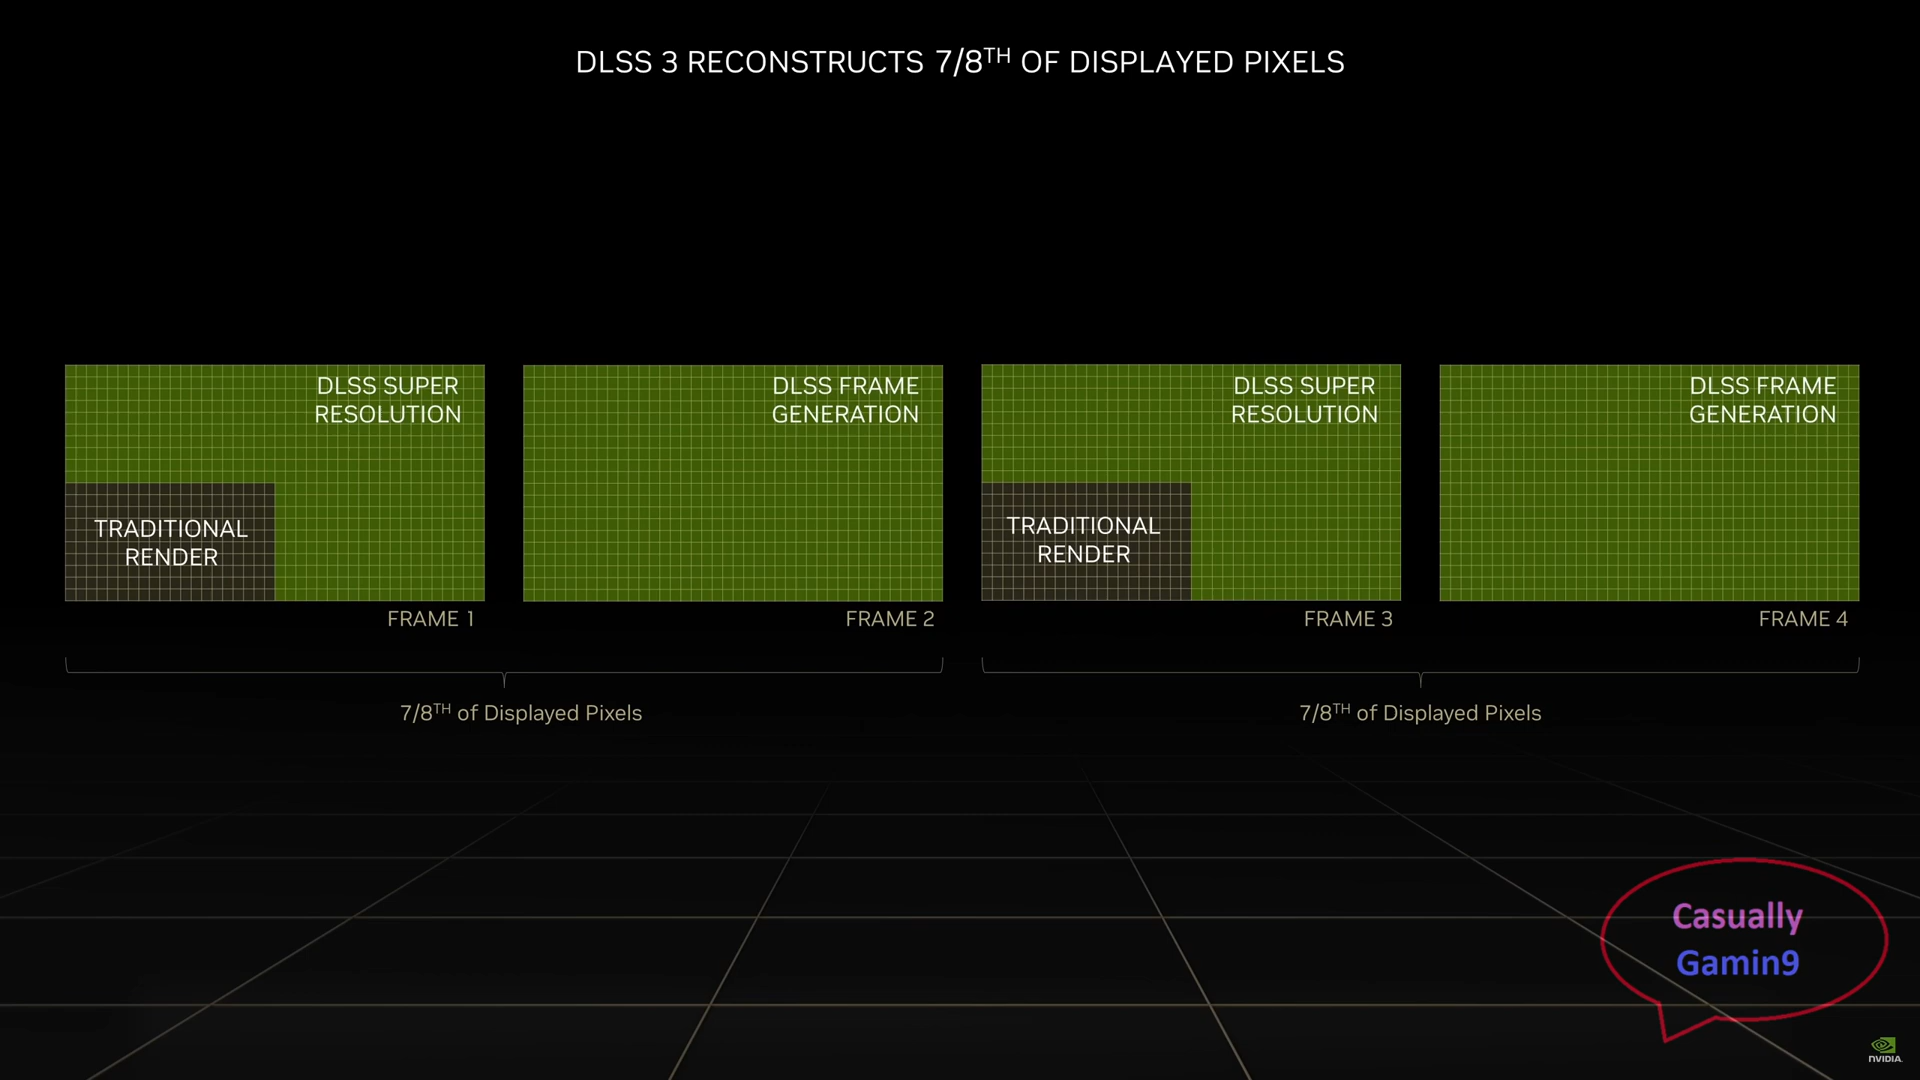 DLSS 3 RECONSTRUCTS 7/8TH OF DISPLAYED PIXELS
DLSS SUPER
RESOLUTION
TRADITIONAL
RENDER
FRAME 1
DLSS FRAME
GENERATION
FRAME 2
DLSS SUPER
RESOLUTION
TRADITIONAL
RENDER
FRAME 3
DLSS FRAME
GENERATION
FRAME 4
7/8TH of Displayed Pixels
7/8TH of Displayed Pixels
Casually
Gamin9
NVIDIA.